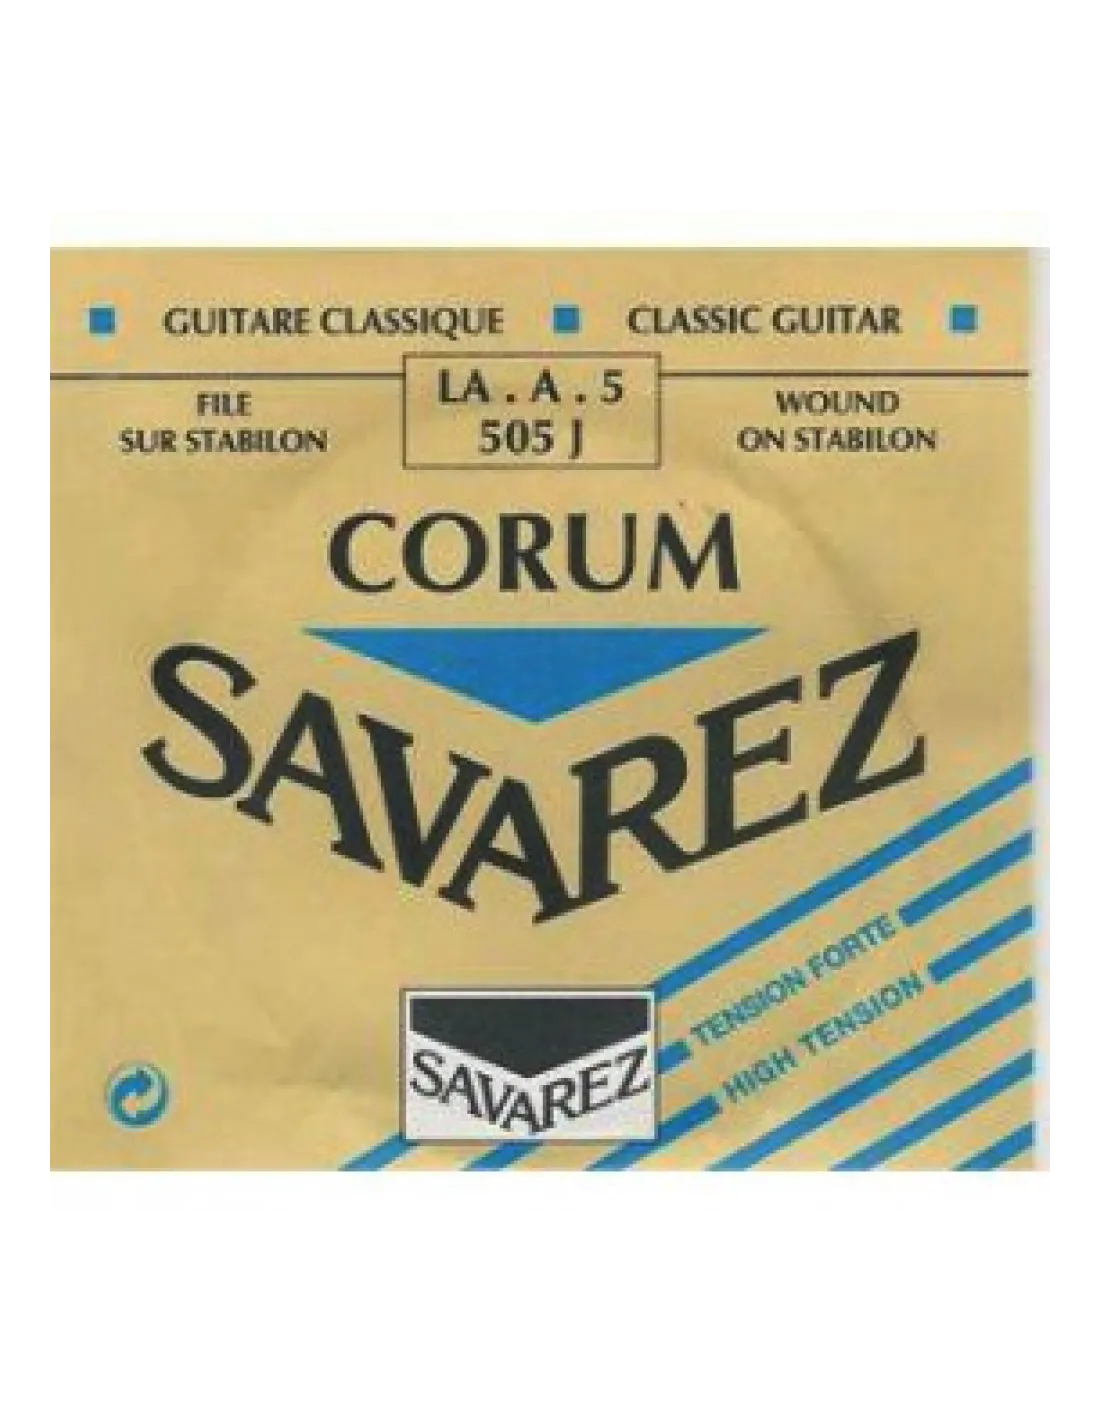 GUITARE CLASSIQUE CLASSIC GUITAR
LA . A . 5
505 J
FILE
SUR STABILON
WOUND
ON STABILON
CORUM
SAVAREZ
TENSION FORTE
HIGH TENSION
SAVAREZ